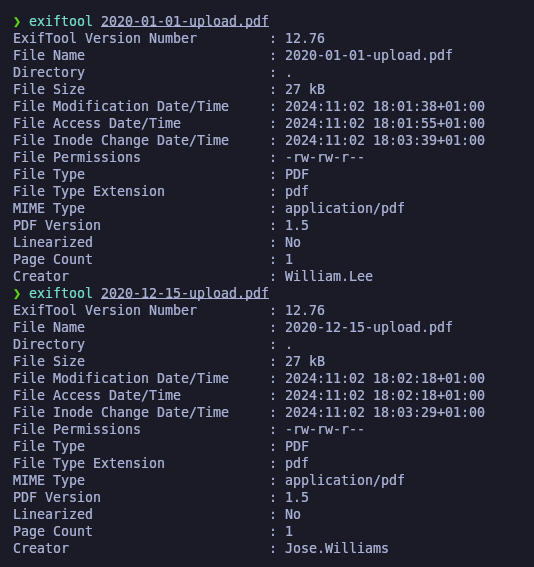 ❯ exiftool 2020-01-01-upload.pdf
ExifTool Version Number         : 12.76
File Name                       : 2020-01-01-upload.pdf
Directory                       : .
File Size                       : 27 kB
File Modification Date/Time     : 2024:11:02 18:01:38+01:00
File Access Date/Time           : 2024:11:02 18:01:55+01:00
File Inode Change Date/Time     : 2024:11:02 18:03:39+01:00
File Permissions                : -rw-rw-r--
File Type                       : PDF
File Type Extension             : pdf
MIME Type                       : application/pdf
PDF Version                     : 1.5
Linearized                      : No
Page Count                      : 1
Creator                         : William.Lee
❯ exiftool 2020-12-15-upload.pdf
ExifTool Version Number         : 12.76
File Name                       : 2020-12-15-upload.pdf
Directory                       : .
File Size                       : 27 kB
File Modification Date/Time     : 2024:11:02 18:02:18+01:00
File Access Date/Time           : 2024:11:02 18:02:18+01:00
File Inode Change Date/Time     : 2024:11:02 18:03:29+01:00
File Permissions                : -rw-rw-r--
File Type                       : PDF
File Type Extension             : pdf
MIME Type                       : application/pdf
PDF Version                     : 1.5
Linearized                      : No
Page Count                      : 1
Creator                         : Jose.Williams